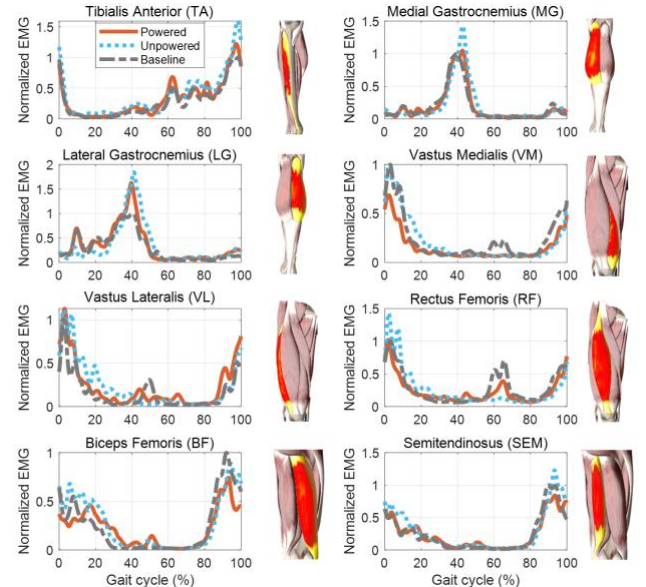 Tibialis Anterior (TA)
Normalized EMG
1.5
1
0.5
0
0 20 40 60 80 100
Powered
Unpowered
Baseline
Medial Gastrocnemius (MG)
Normalized EMG
1.5
1
0.5
0
0 20 40 60 80 100
Lateral Gastrocnemius (LG)
Normalized EMG
2
1.5
1
0.5
0
0 20 40 60 80 100
Vastus Medialis (VM)
Normalized EMG
1
0.5
0
0 20 40 60 80 100
Vastus Lateralis (VL)
Normalized EMG
1
0.5
0
0 20 40 60 80 100
Rectus Femoris (RF)
Normalized EMG
1.5
1
0.5
0
0 20 40 60 80 100
Biceps Femoris (BF)
Normalized EMG
1
0.5
0
0 20 40 60 80 100
Gait cycle (%)
Semitendinosus (SEM)
Normalized EMG
1.5
1
0.5
0
0 20 40 60 80 100
Gait cycle (%)